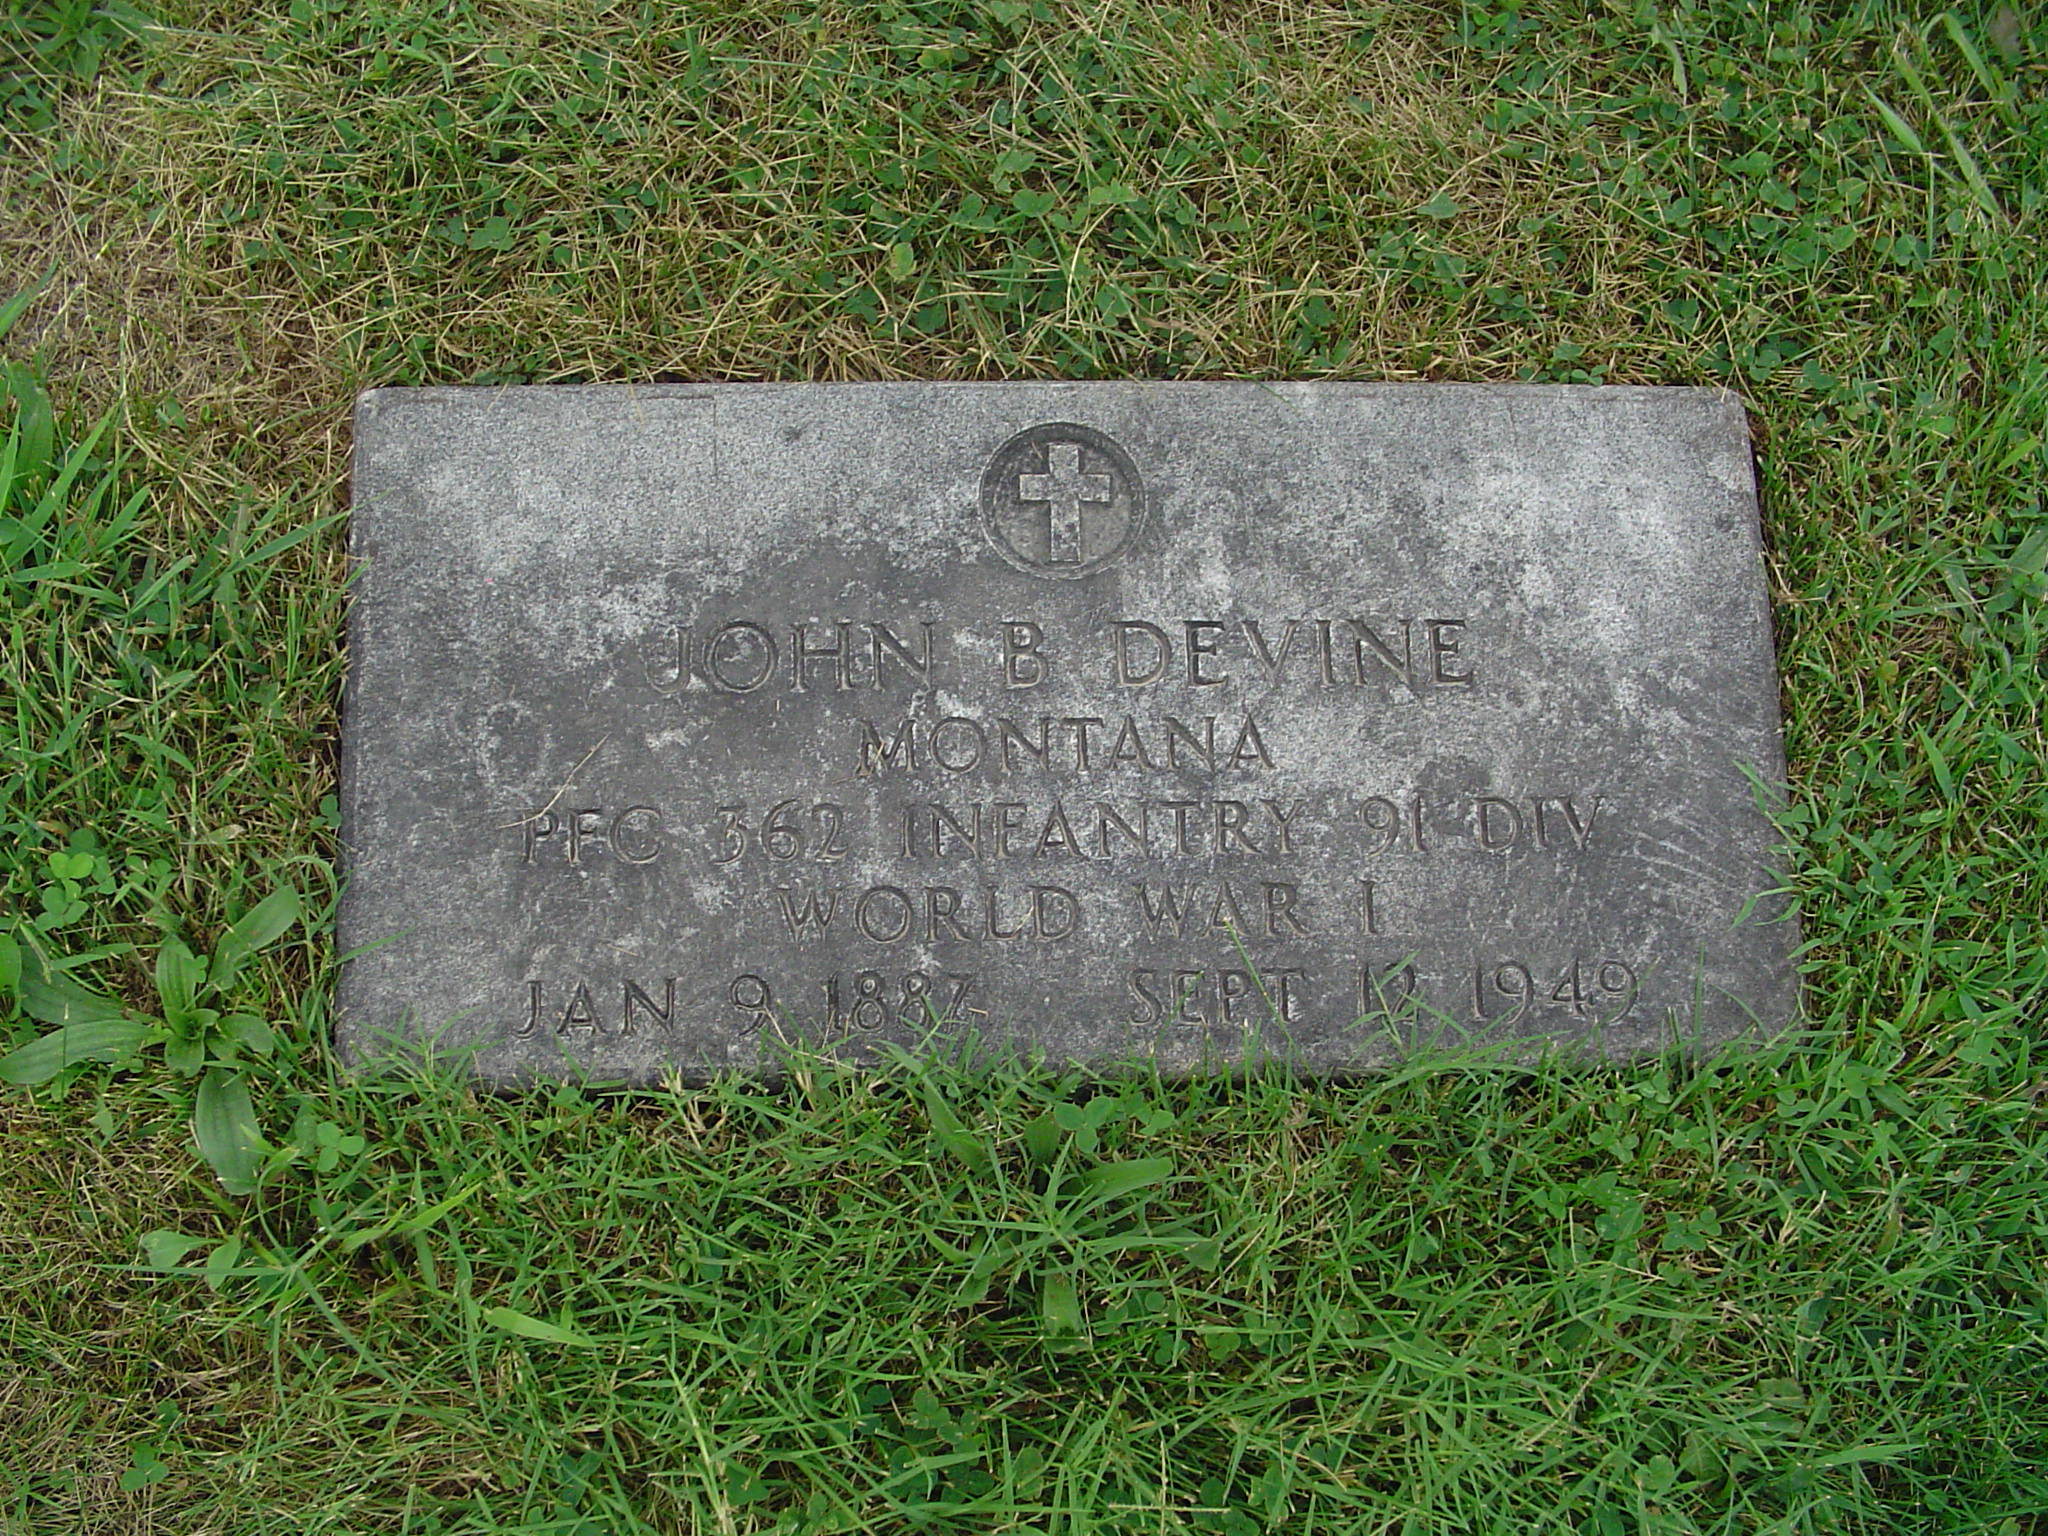 JOHN B DEVINE
MONTANA
PFC 362 INFANTRY 91 DIV
WORLD WAR I
JAN 9 1887 SEPT 12 1949